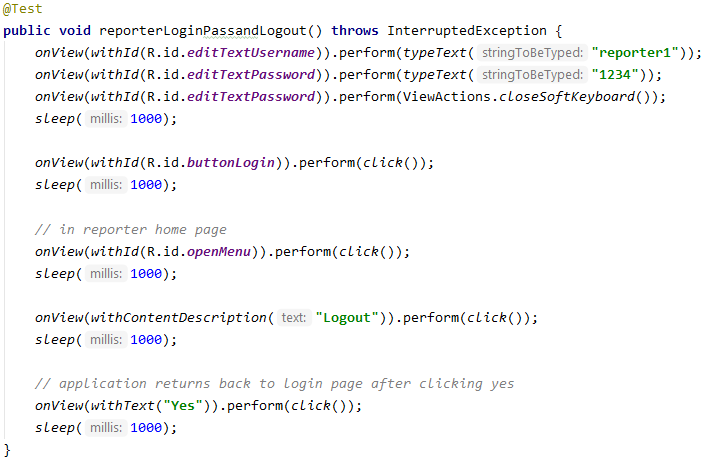 @Test
public void reporterLoginPassandLogout() throws InterruptedException {
onView(withId(R.id.editTextUsername)).perform(typeText( stringToBeTyped: "reporter1"));
onView(withId(R.id.editTextPassword)).perform(typeText( stringToBeTyped: "1234"));
onView(withId(R.id.editTextPassword)).perform(ViewActions.closeSoftKeyboard());
sleep( millis: 1000);
onView(withId(R.id.buttonLogin)).perform(click());
sleep( millis: 1000);
// in reporter home page
onView(withId(R.id.openMenu)).perform(click());
sleep( millis: 1000);
onView(withContentDescription( text: "Logout")).perform(click());
sleep( millis: 1000);
// application returns back to login page after clicking yes
onView(withText("Yes")).perform(click());
sleep( millis: 1000);
}